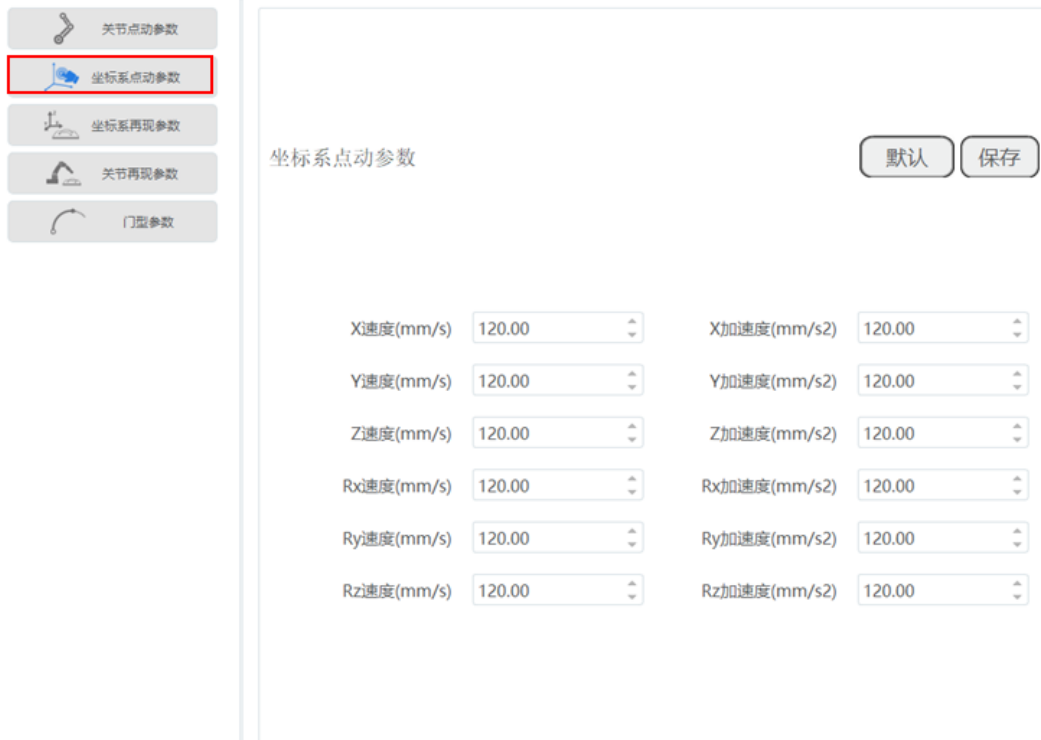 关节点动参数
坐标系点动参数
坐标系再现参数
关节再现参数
门型参数
坐标系点动参数 默认 保存
X速度(mm/s) 120.00 X加速度(mm/s2) 120.00
Y速度(mm/s) 120.00 Y加速度(mm/s2) 120.00
Z速度(mm/s) 120.00 Z加速度(mm/s2) 120.00
Rx速度(mm/s) 120.00 Rx加速度(mm/s2) 120.00
Ry速度(mm/s) 120.00 Ry加速度(mm/s2) 120.00
Rz速度(mm/s) 120.00 Rz加速度(mm/s2) 120.00